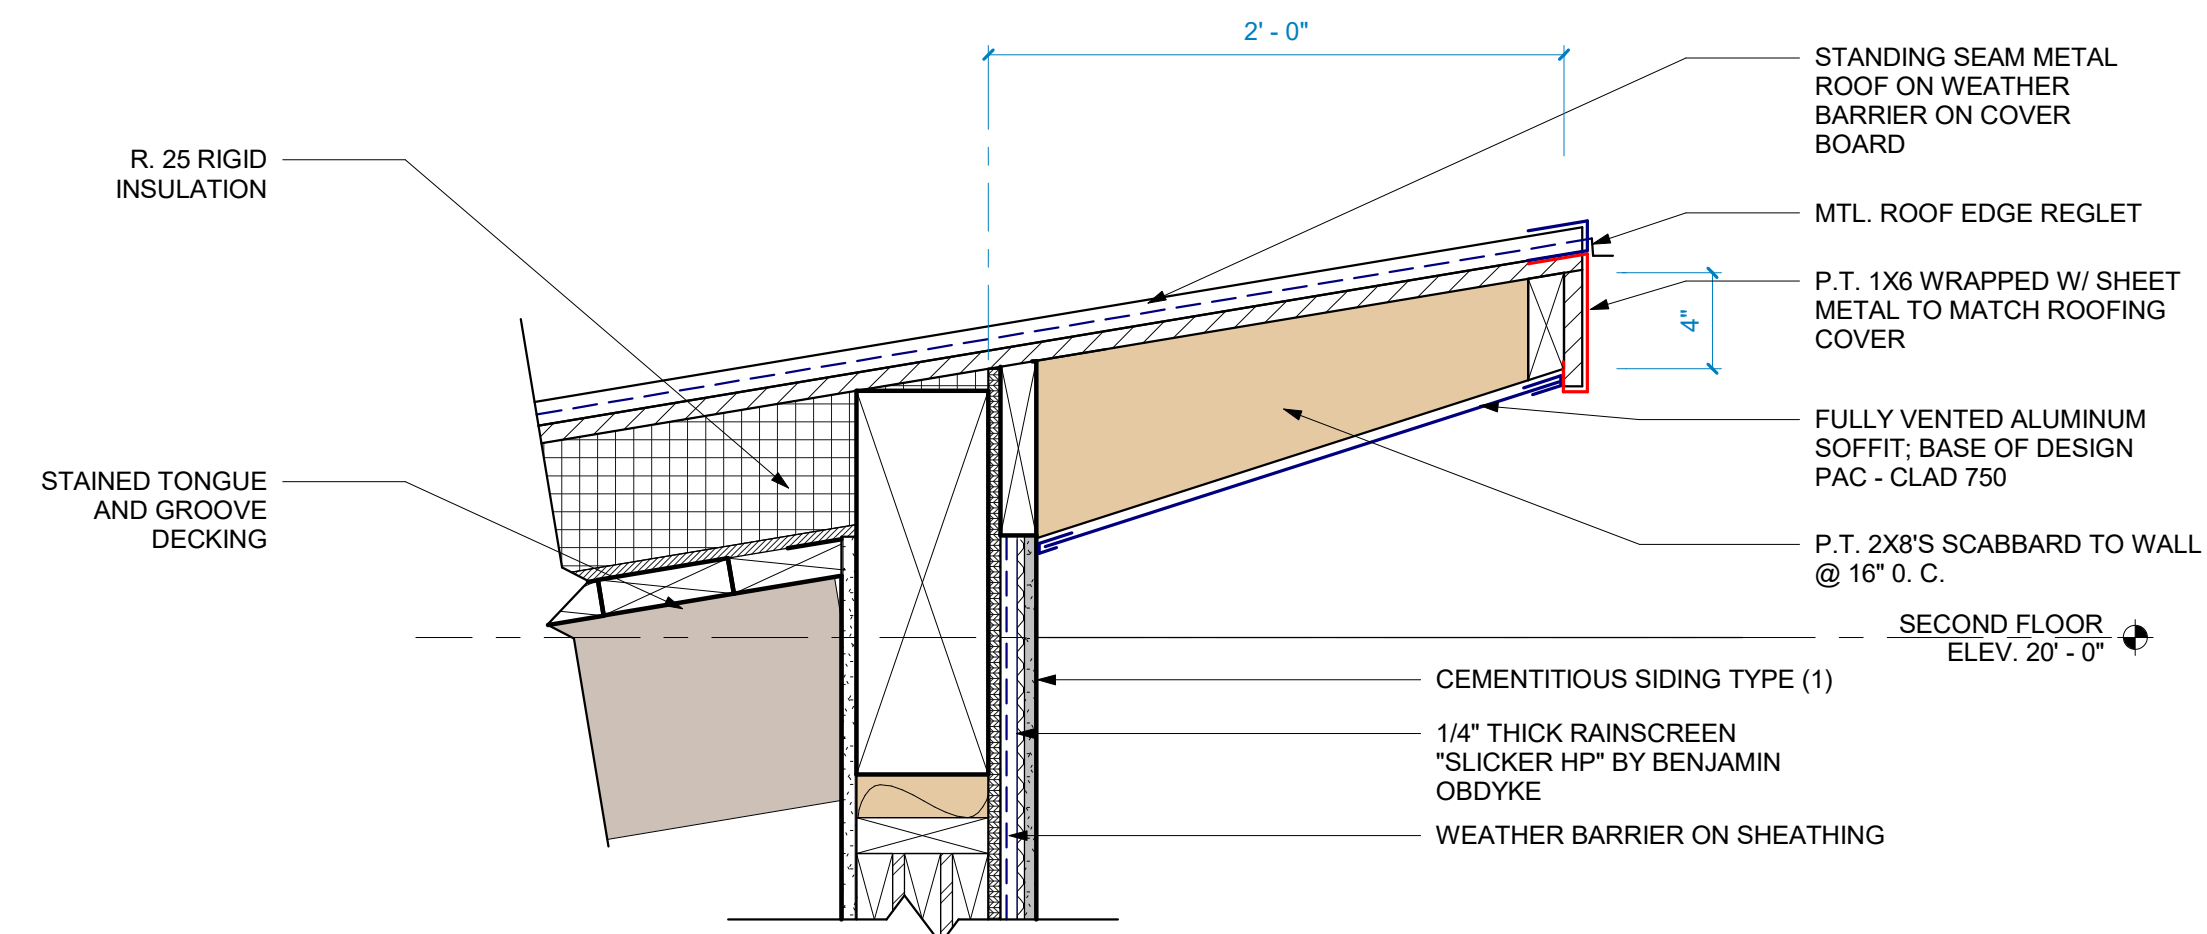 2' - 0"
STANDING SEAM METAL
ROOF ON WEATHER
BARRIER ON COVER
BOARD
R. 25 RIGID
INSULATION
MTL. ROOF EDGE REGLET
P.T. 1X6 WRAPPED W/ SHEET
METAL TO MATCH ROOFING
COVER
4"
FULLY VENTED ALUMINUM
SOFFIT; BASE OF DESIGN
PAC - CLAD 750
STAINED TONGUE
AND GROOVE
DECKING
P.T. 2X8'S SCABBARD TO WALL
@ 16" 0. C.
SECOND FLOOR
ELEV. 20' - 0"
CEMENTITIOUS SIDING TYPE (1)
1/4" THICK RAINSCREEN
"SLICKER HP" BY BENJAMIN
OBDYKE
WEATHER BARRIER ON SHEATHING